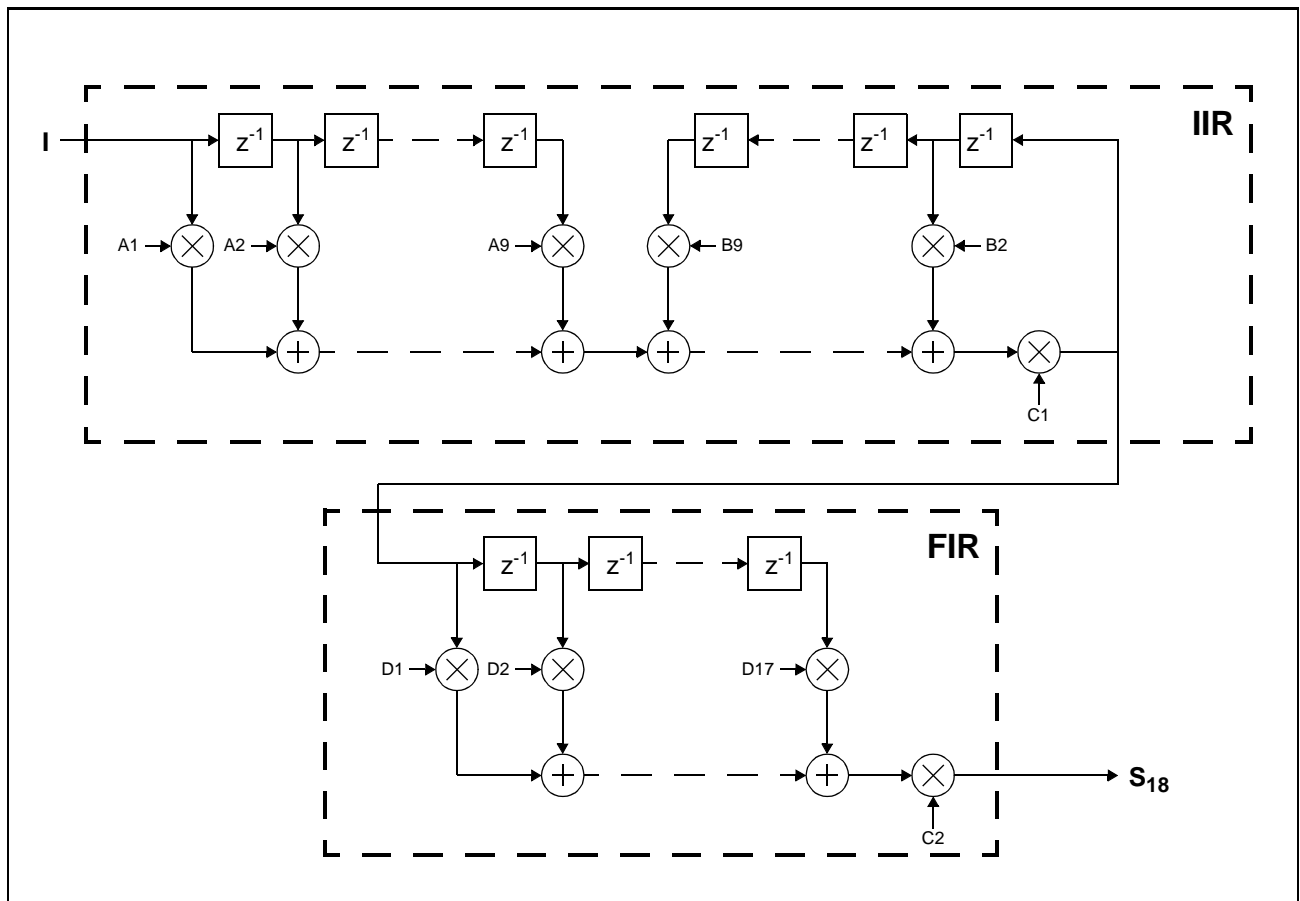 IIR
I z⁻¹ z⁻¹ z⁻¹ z⁻¹ z⁻¹ z⁻¹
A1 A2 A9 B9 B2
C1
FIR
z⁻¹ z⁻¹ z⁻¹
D1 D2 D17
S₁₈
C2